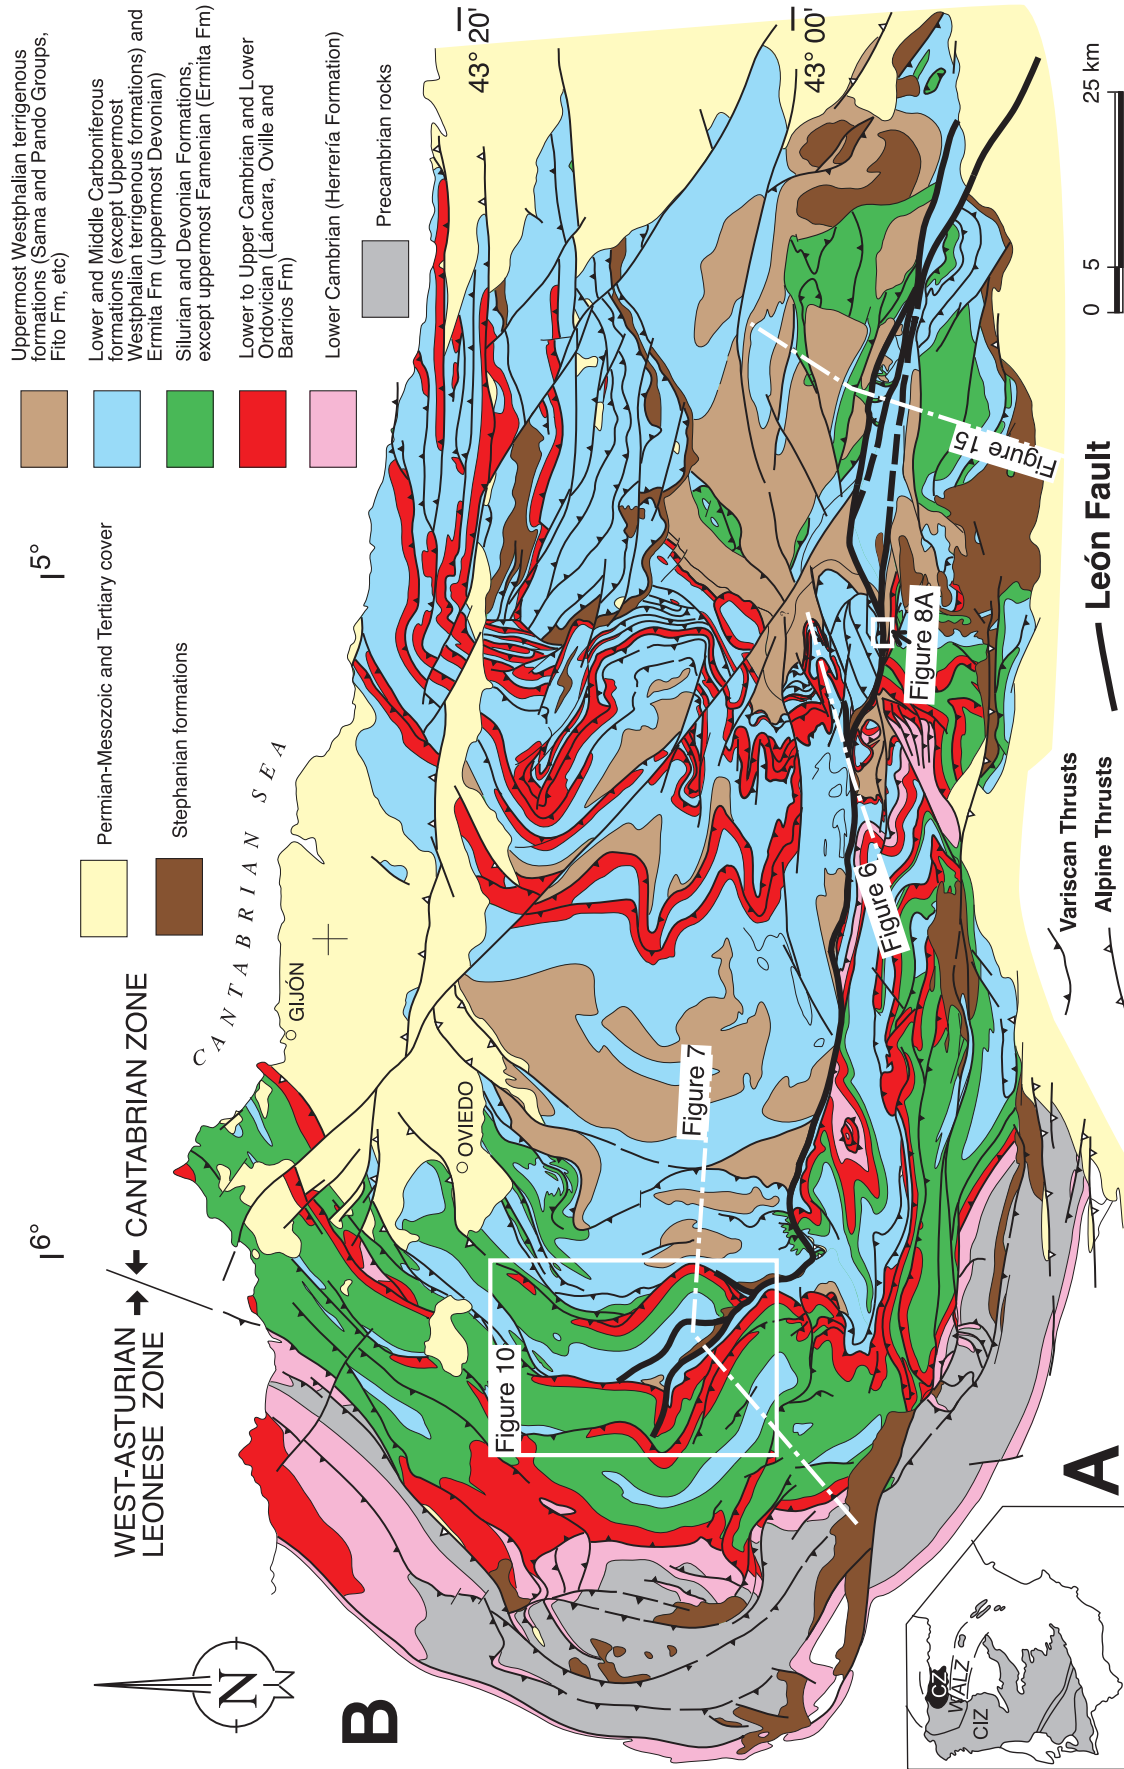 Uppermost Westphalian terrigenous
formations (Sama and Pando Groups,
Fito Fm, etc)
Lower and Middle Carboniferous
formations (except Uppermost
Westphalian terrigenous formations) and
Ermita Fm (uppermost Devonian)
Silurian and Devonian Formations,
except uppermost Famenian (Ermita Fm)
Lower to Upper Cambrian and Lower
Ordovician (Láncara, Oville and
Barrios Fm)
Lower Cambrian (Herrería Formation)
Precambrian rocks
Permian-Mesozoic and Tertiary cover
Stephanian formations
6°
5°
43° 20'
43° 00'
WEST-ASTURIAN
LEONESE ZONE
CANTABRIAN ZONE
CANTABRIAN SEA
GIJÓN
OVIEDO
N
B
Figure 10
Figure 7
Figure 6
Figure 8A
Figure 15
A
CZ
WALZ
CIZ
Variscan Thrusts
Alpine Thrusts
León Fault
0 5 25 km